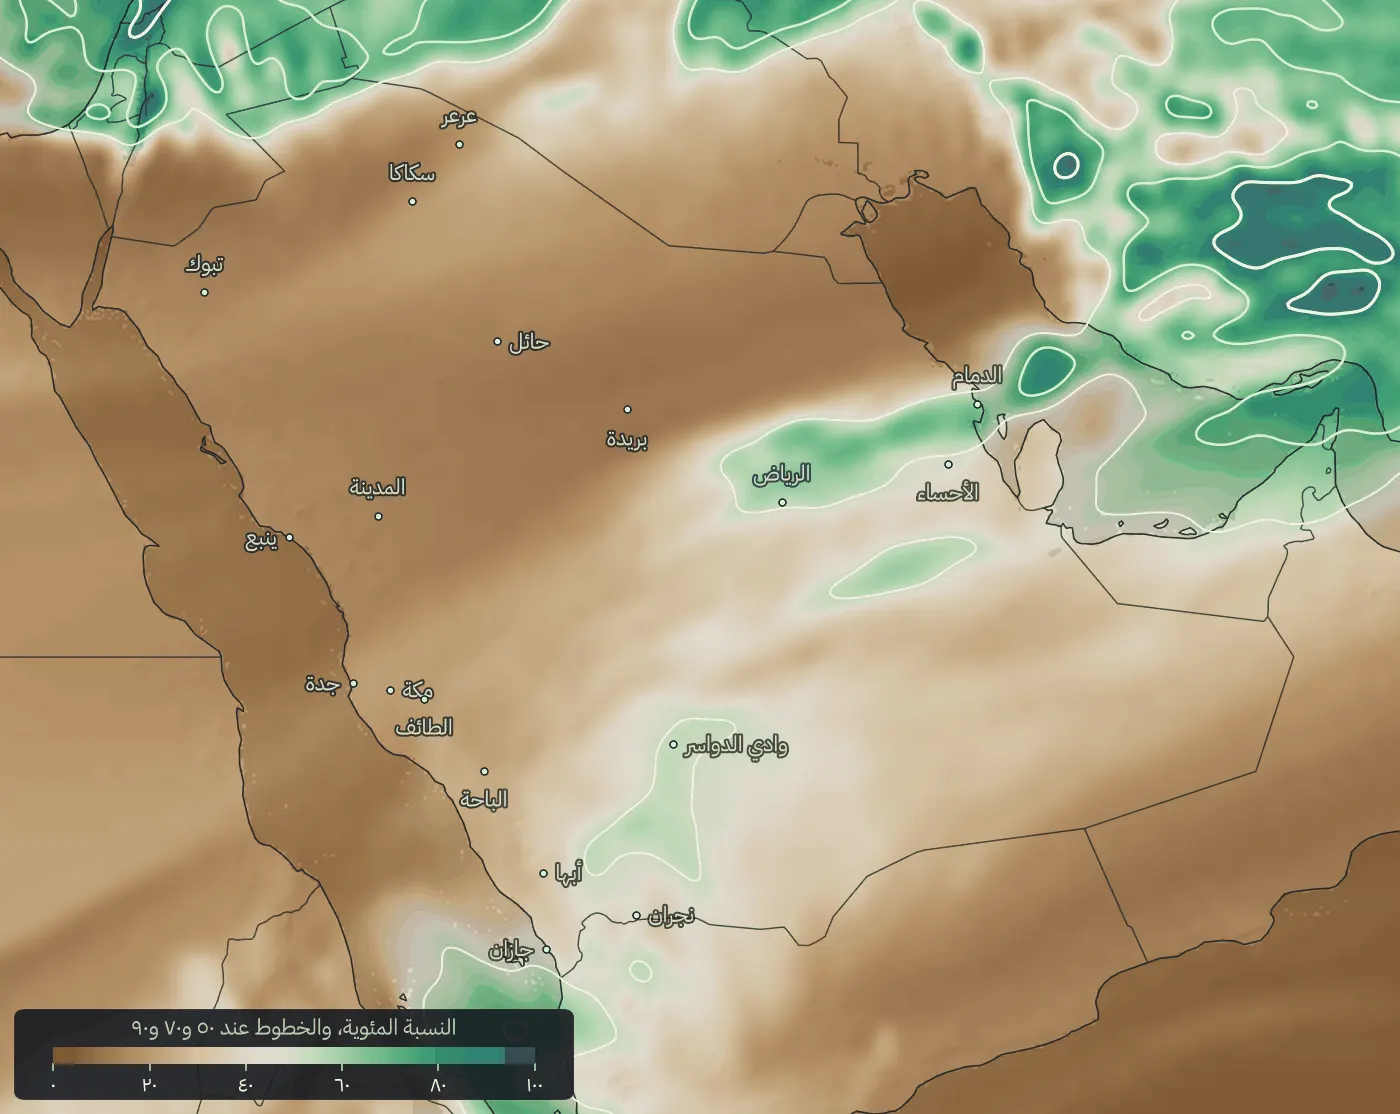 عرعر
سكاكا
تبوك
حائل
الدمام
بريدة
الرياض
المدينة
الأحساء
ينبع
جدة
مكة
الطائف
وادي الدواسر
الباحة
أبها
نجران
جازان
النسبة المئوية، والخطوط عند ٥٠ و٧٠ و٩٠
٠ ٢٠ ٤٠ ٦٠ ٨٠ ١٠٠